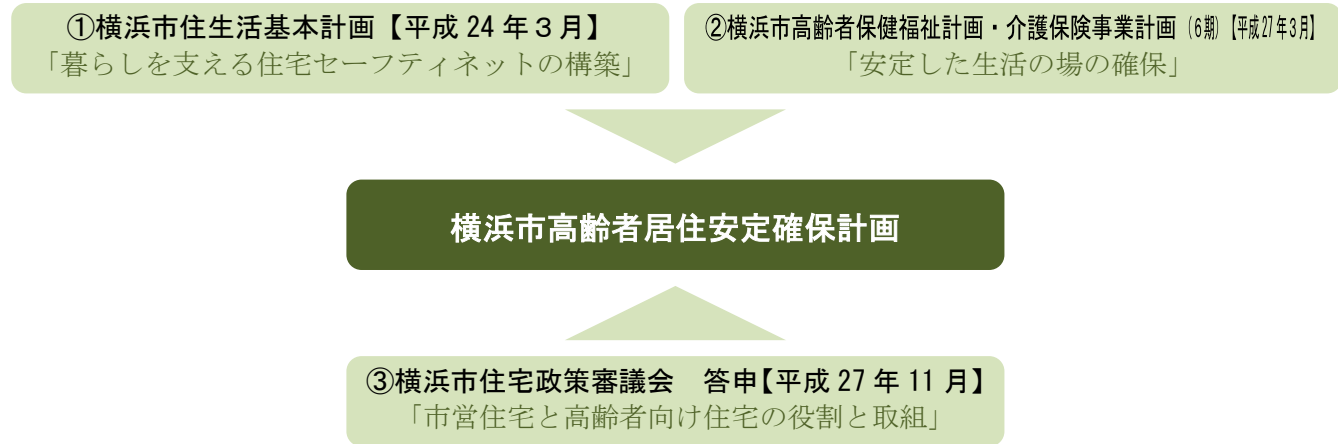 ①横浜市住生活基本計画【平成 24 年３月】
「暮らしを支える住宅セーフティネットの構築」
②横浜市高齢者保健福祉計画・介護保険事業計画（6期）【平成27年3月】
「安定した生活の場の確保」
横浜市高齢者居住安定確保計画
③横浜市住宅政策審議会　答申【平成 27 年 11 月】
「市営住宅と高齢者向け住宅の役割と取組」